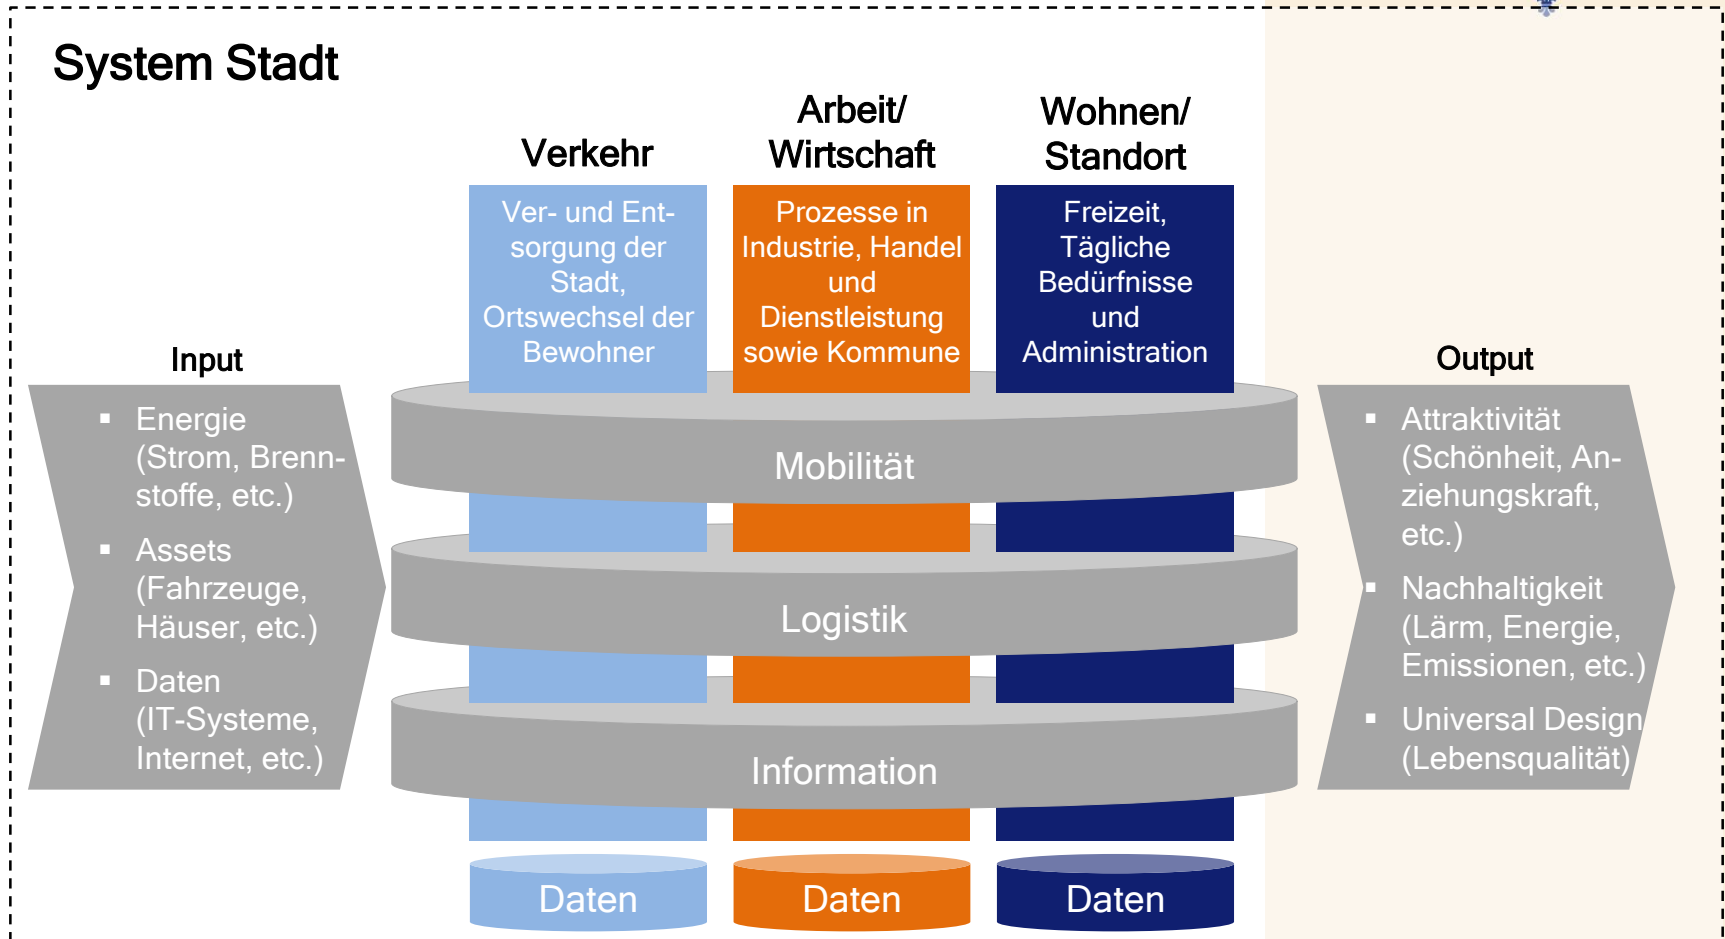 System Stadt
Verkehr
Arbeit/
Wirtschaft
Wohnen/
Standort
Ver- und Ent-
sorgung der
Stadt,
Ortswechsel der
Bewohner
Prozesse in
Industrie, Handel
und
Dienstleistung
sowie Kommune
Freizeit,
Tägliche
Bedürfnisse
und
Administration
Input
▪ Energie
(Strom, Brenn-
stoffe, etc.)
▪ Assets
(Fahrzeuge,
Häuser, etc.)
▪ Daten
(IT-Systeme,
Internet, etc.)
Mobilität
Logistik
Information
Daten
Daten
Daten
Output
▪ Attraktivität
(Schönheit, An-
ziehungskraft,
etc.)
▪ Nachhaltigkeit
(Lärm, Energie,
Emissionen, etc.)
▪ Universal Design
(Lebensqualität)